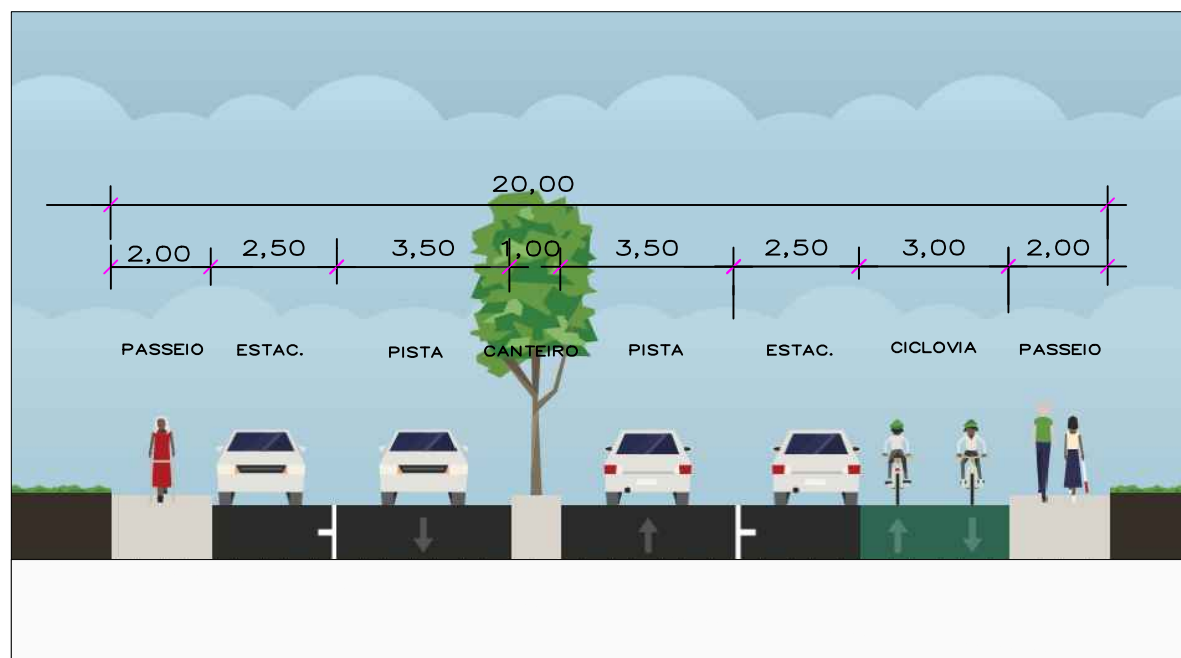 20,00
2,00 2,50 3,50 1,00 3,50 2,50 3,00 2,00
PASSEIO ESTAC. PISTA CANTEIRO PISTA ESTAC. CICLOVIA PASSEIO